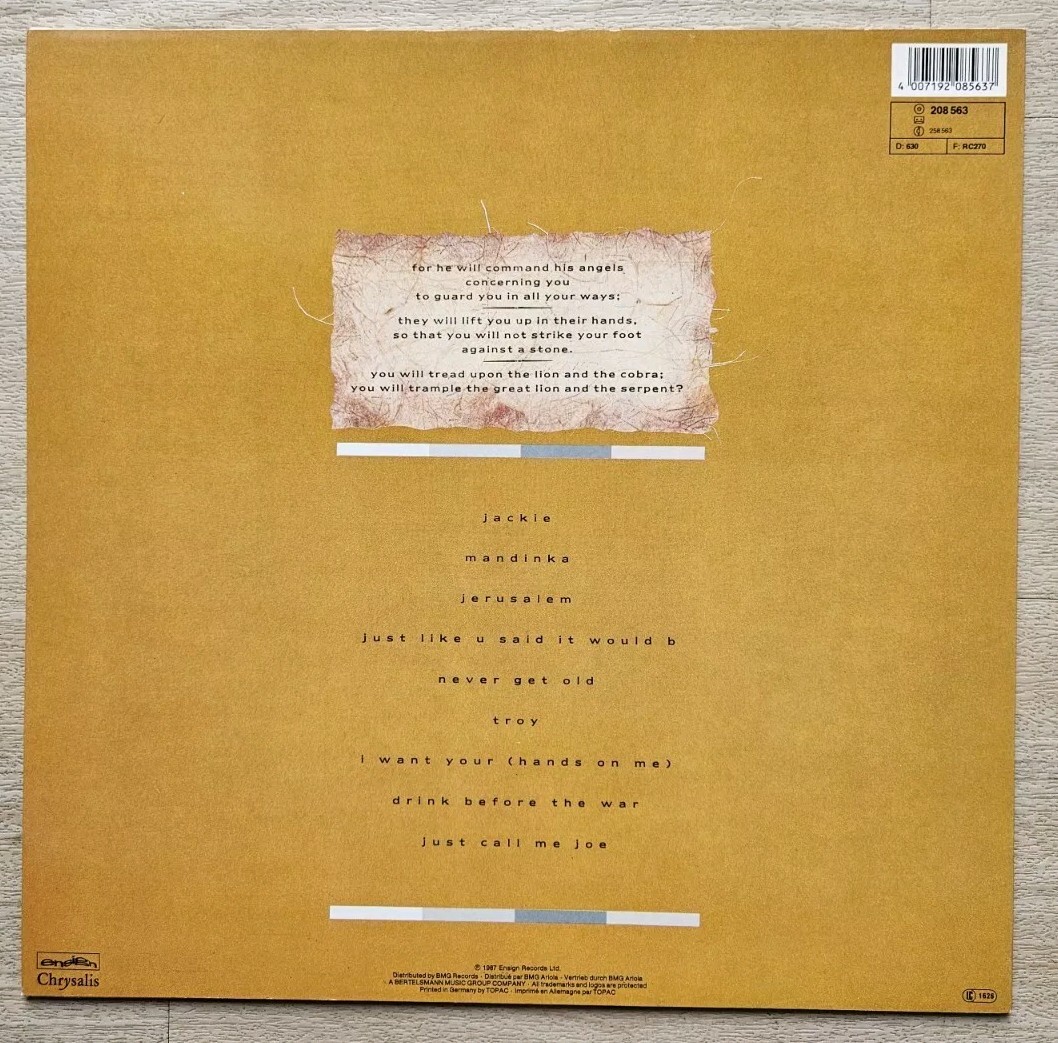 4 007192 085637
208 563
258 563
D: 630 F: RC270
for he will command his angels
concerning you
to guard you in all your ways;
they will lift you up in their hands,
so that you will not strike your foot
against a stone.
you will tread upon the lion and the cobra;
you will trample the great lion and the serpent?
jackie
mandinka
jerusalem
just like u said it would b
never get old
troy
i want your (hands on me)
drink before the war
just call me joe
ensign
Chrysalis
℗ 1987 Ensign Records Ltd.
Distributed by BMG Records · Distribué par BMG Ariola · Vertrieb durch BMG Ariola
A BERTELSMANN MUSIC GROUP COMPANY · All trademarks and logos are protected
Printed in Germany by TOPAC · Imprimé en Allemagne par TOPAC
LC 1626